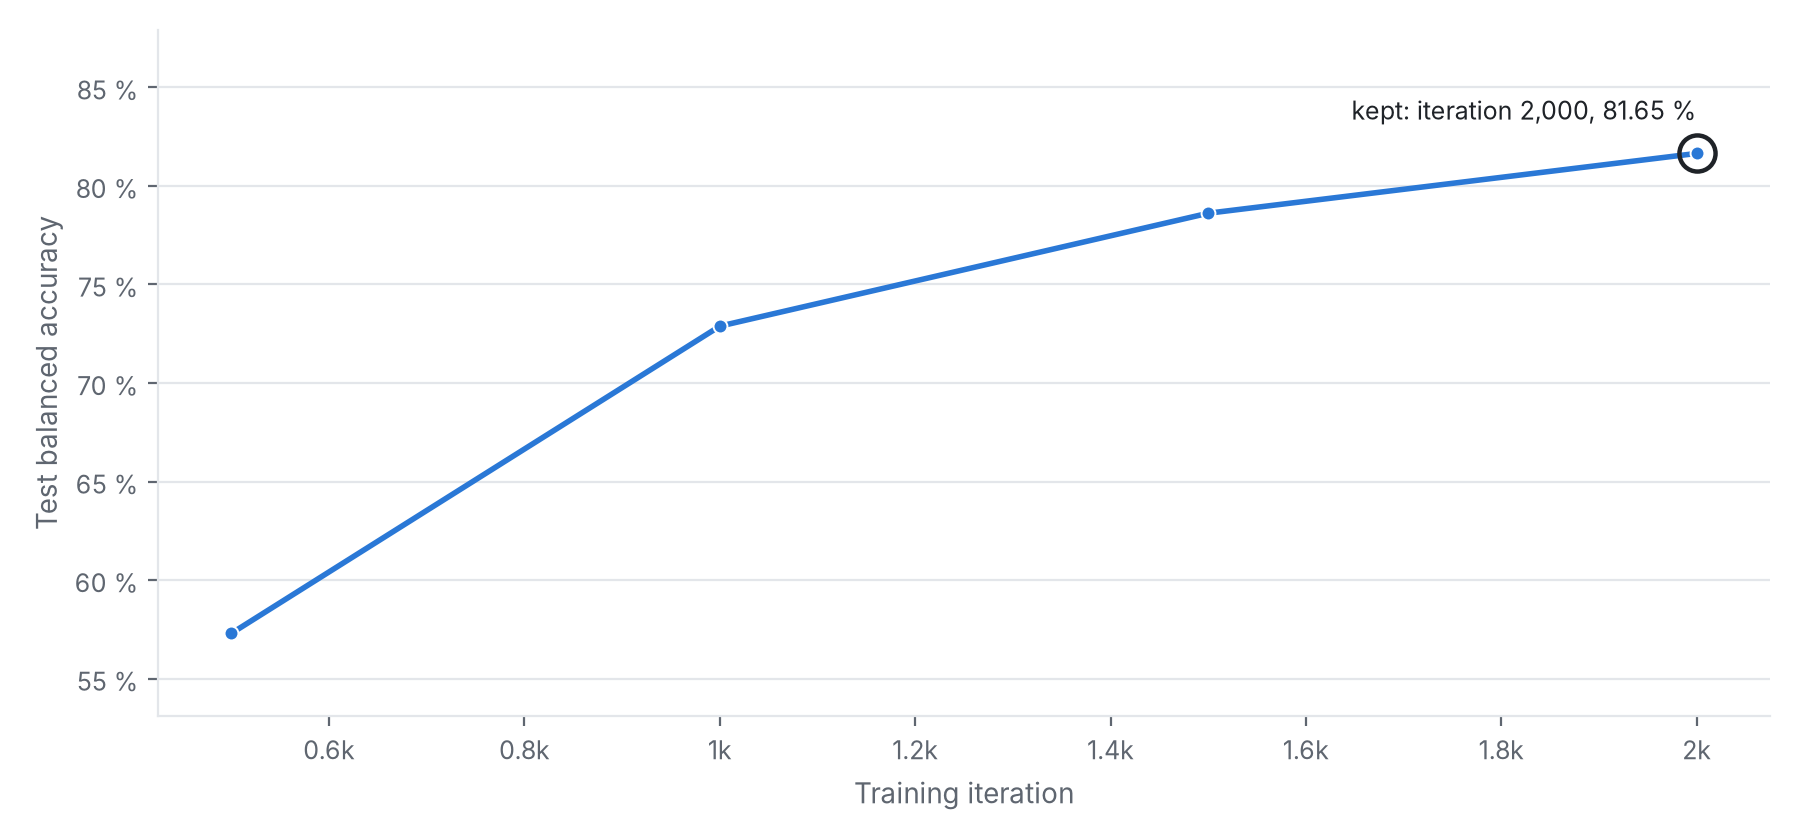 kept: iteration 2,000, 81.65 %
Test balanced accuracy
85 %
80 %
75 %
70 %
65 %
60 %
55 %
0.6k
0.8k
1k
1.2k
1.4k
1.6k
1.8k
2k
Training iteration